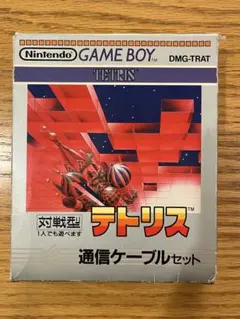 Nintendo GAME BOY™ DMG-TRAT
TETRIS
対戦型
1人でも遊べます
テトリス
通信ケーブルセット